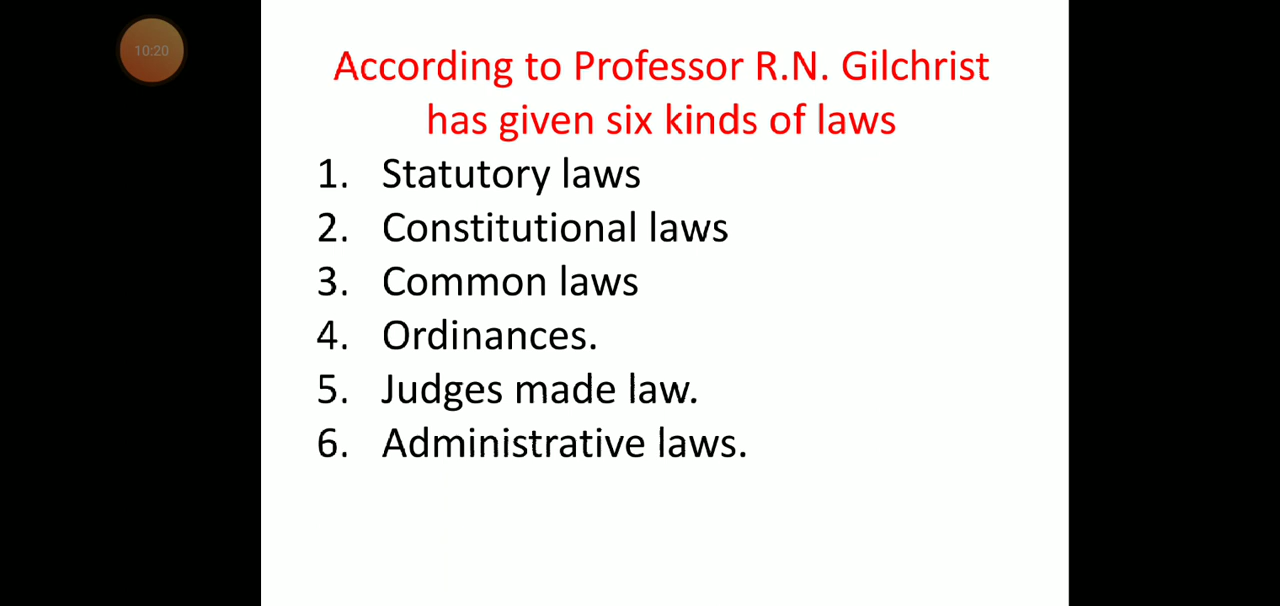 10:20
According to Professor R.N. Gilchrist
has given six kinds of laws
1. Statutory laws
2. Constitutional laws
3. Common laws
4. Ordinances.
5. Judges made law.
6. Administrative laws.